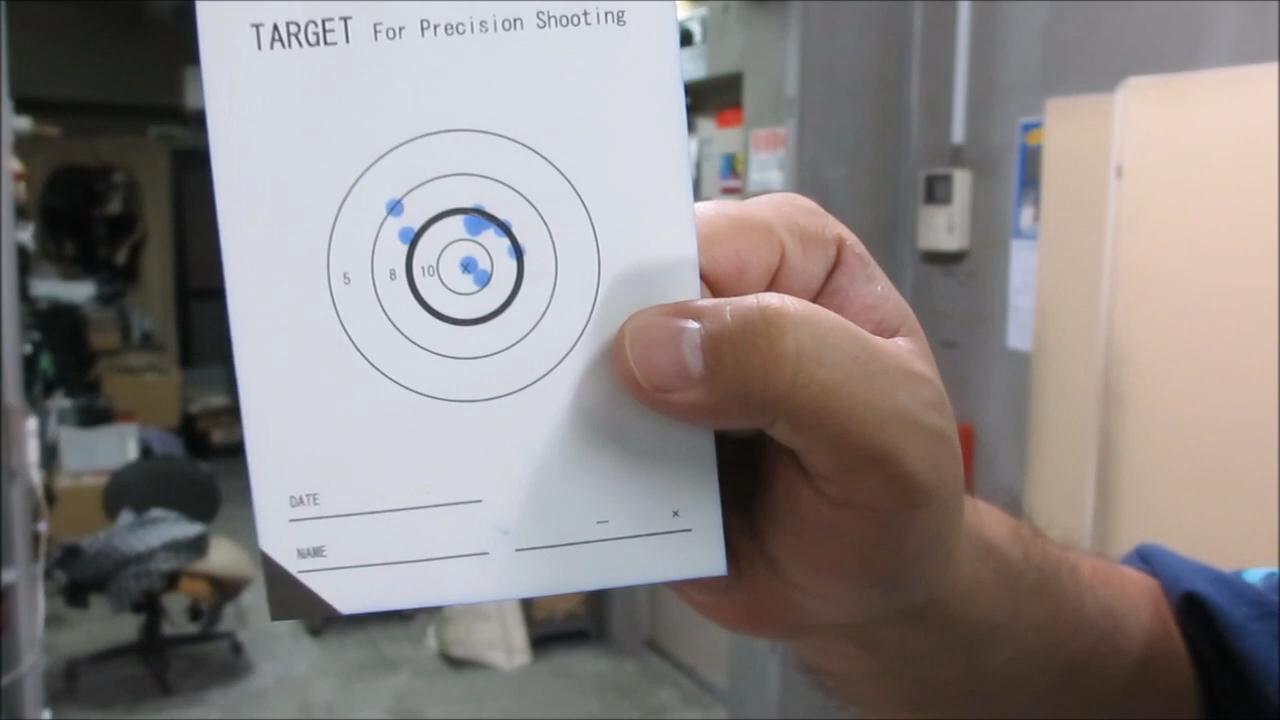 TARGET For Precision Shooting
5 8 10 X
DATE
— ×
NAME